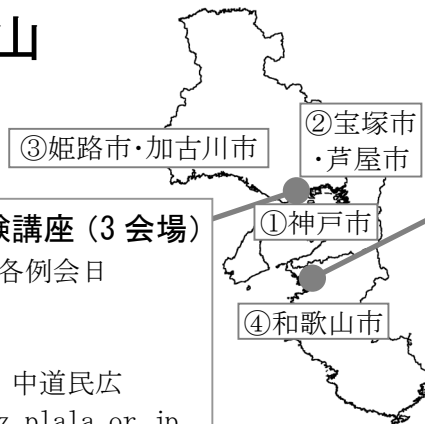 山
②宝塚市
・芦屋市
③姫路市・加古川市
①神戸市
験講座（3 会場）
各例会日
④和歌山市
中道民広
z.plala.or.jp